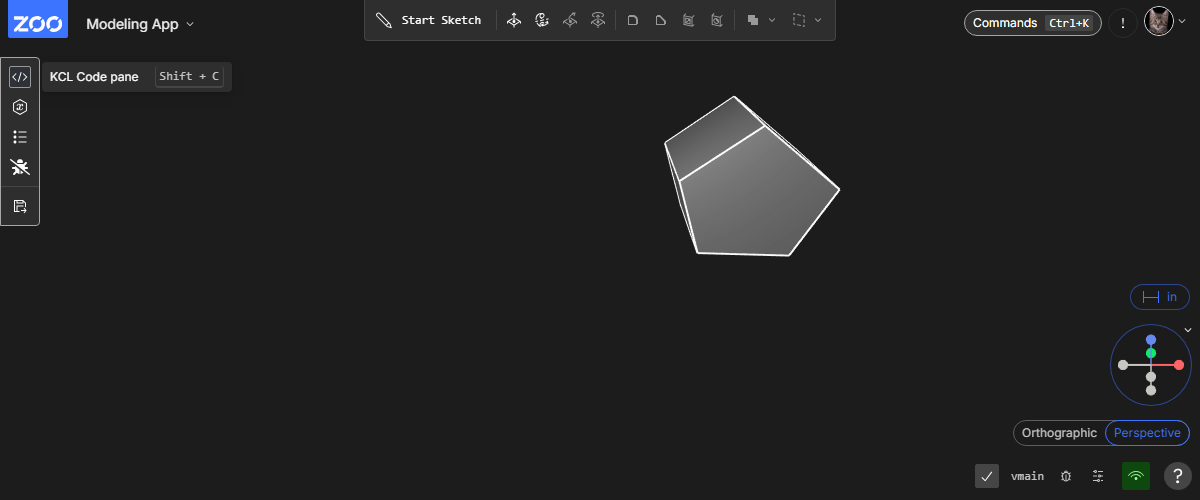 ZOO
Modeling App
Start Sketch
Commands Ctrl+K
!
KCL Code pane Shift + C
in
Orthographic Perspective
vmain
?